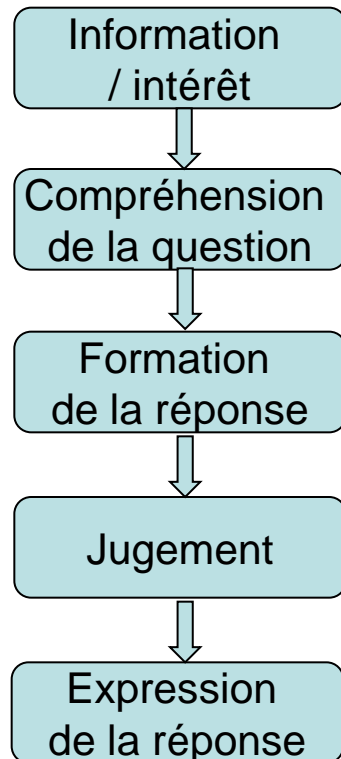 Information
/ intérêt
Compréhension
de la question
Formation
de la réponse
Jugement
Expression
de la réponse